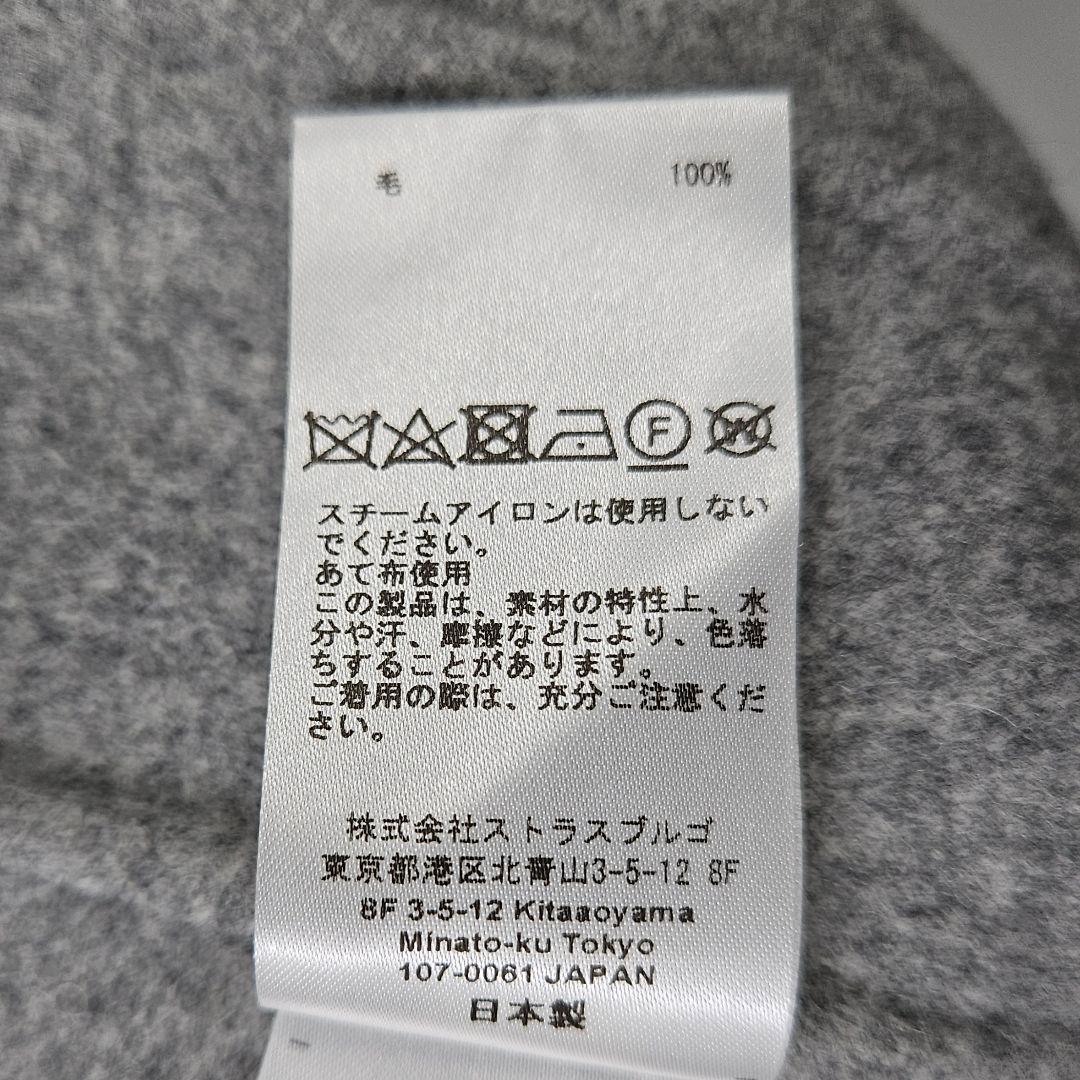 毛 100%
F
W
スチームアイロンは使用しない
でください。
あて布使用
この製品は、素材の特性上、水
分や汗、摩擦などにより、色落
ちすることがあります。
ご着用の際は、充分ご注意くだ
さい。
株式会社ストラスブルゴ
東京都港区北青山3-5-12 8F
8F 3-5-12 Kitaaoyama
Minato-ku Tokyo
107-0061 JAPAN
日本製